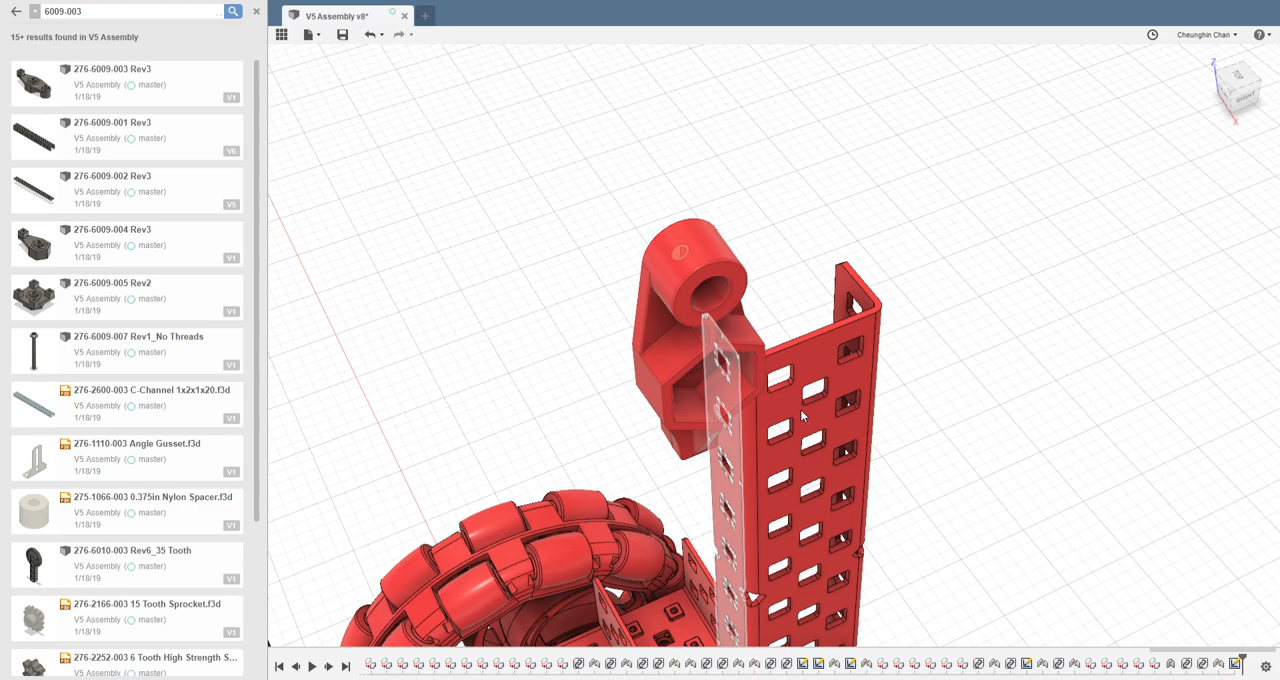 6009-003
15+ results found in V5 Assembly
276-6009-003 Rev3
V5 Assembly (master)
1/18/19
V1
276-6009-001 Rev3
V5 Assembly (master)
1/18/19
V6
276-6009-002 Rev3
V5 Assembly (master)
1/18/19
V5
276-6009-004 Rev3
V5 Assembly (master)
1/18/19
V1
276-6009-005 Rev2
V5 Assembly (master)
1/18/19
V1
276-6009-007 Rev1_No Threads
V5 Assembly (master)
1/18/19
V1
276-2600-003 C-Channel 1x2x1x20.f3d
V5 Assembly (master)
1/18/19
V1
276-1110-003 Angle Gusset.f3d
V5 Assembly (master)
1/18/19
V1
275-1066-003 0.375in Nylon Spacer.f3d
V5 Assembly (master)
1/18/19
V1
276-6010-003 Rev6_35 Tooth
V5 Assembly (master)
1/18/19
V1
276-2166-003 15 Tooth Sprocket.f3d
V5 Assembly (master)
1/18/19
V1
276-2252-003 6 Tooth High Strength S...
V5 Assembly (master)
V5 Assembly v8*
Cheunghin Chan
Z
TOP
FRONT
X